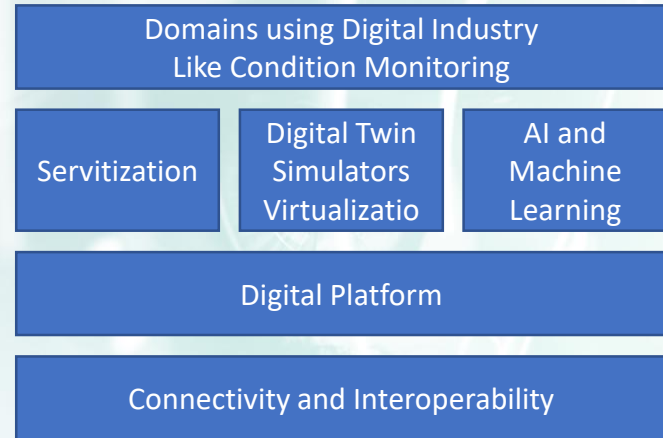 Domains using Digital Industry
Like Condition Monitoring
Servitization
Digital Twin
Simulators
Virtualizatio
AI and
Machine
Learning
Digital Platform
Connectivity and Interoperability